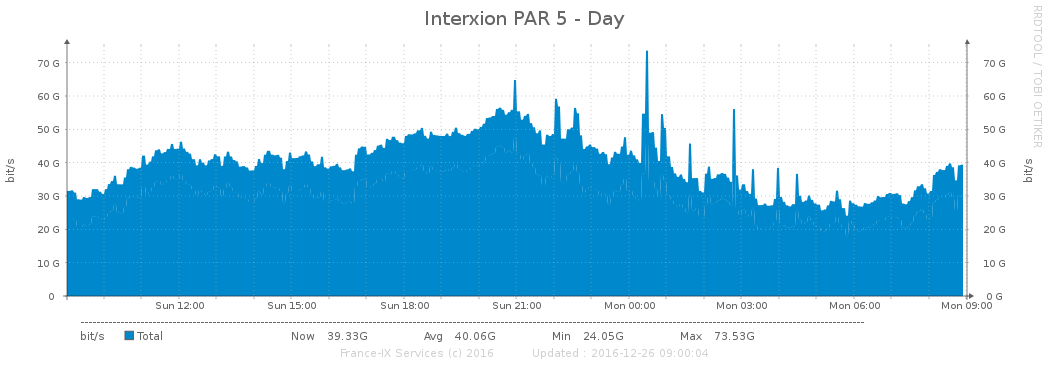 Interxion PAR 5 - Day
RRDTOOL / TOBI OETIKER
bit/s
70 G
60 G
50 G
40 G
30 G
20 G
10 G
0
70 G
60 G
50 G
40 G
30 G
20 G
10 G
0 G
bit/s
Sun 12:00 Sun 15:00 Sun 18:00 Sun 21:00 Mon 00:00 Mon 03:00 Mon 06:00 Mon 09:00
bit/s Total Now 39.33G Avg 40.06G Min 24.05G Max 73.53G
France-IX Services (c) 2016 Updated : 2016-12-26 09:00:04